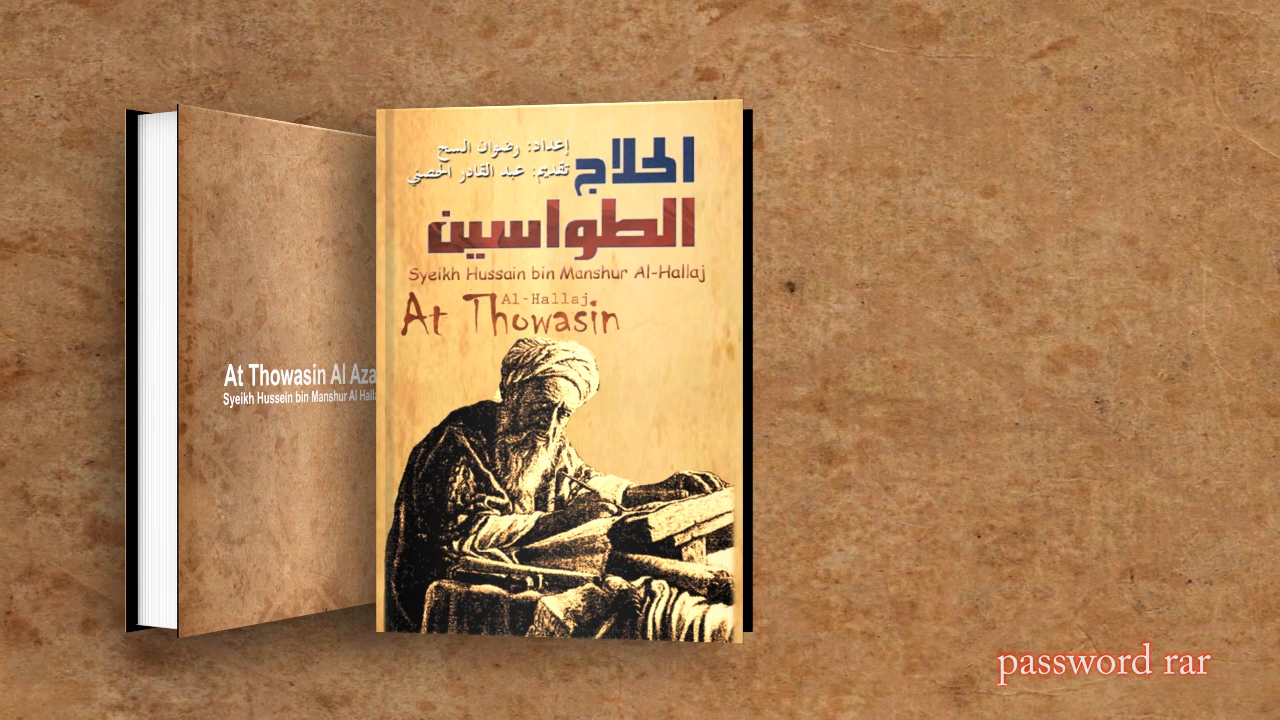 At Thowasin Al Aza
Syeikh Hussein bin Manshur Al Halla
إعداد: رضوان السح
تقديم: عبد القادر الحصني
الحلاج
الطواسين
Syeikh Hussain bin Manshur Al-Hallaj
Al-Hallaj
At Thowasin
password rar